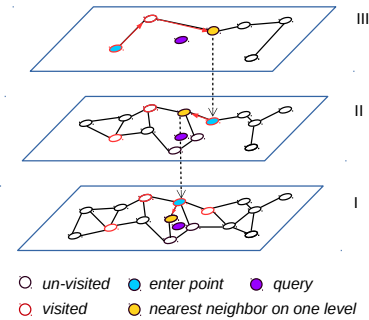 III
II
I
un-visited enter point query
visited nearest neighbor on one level